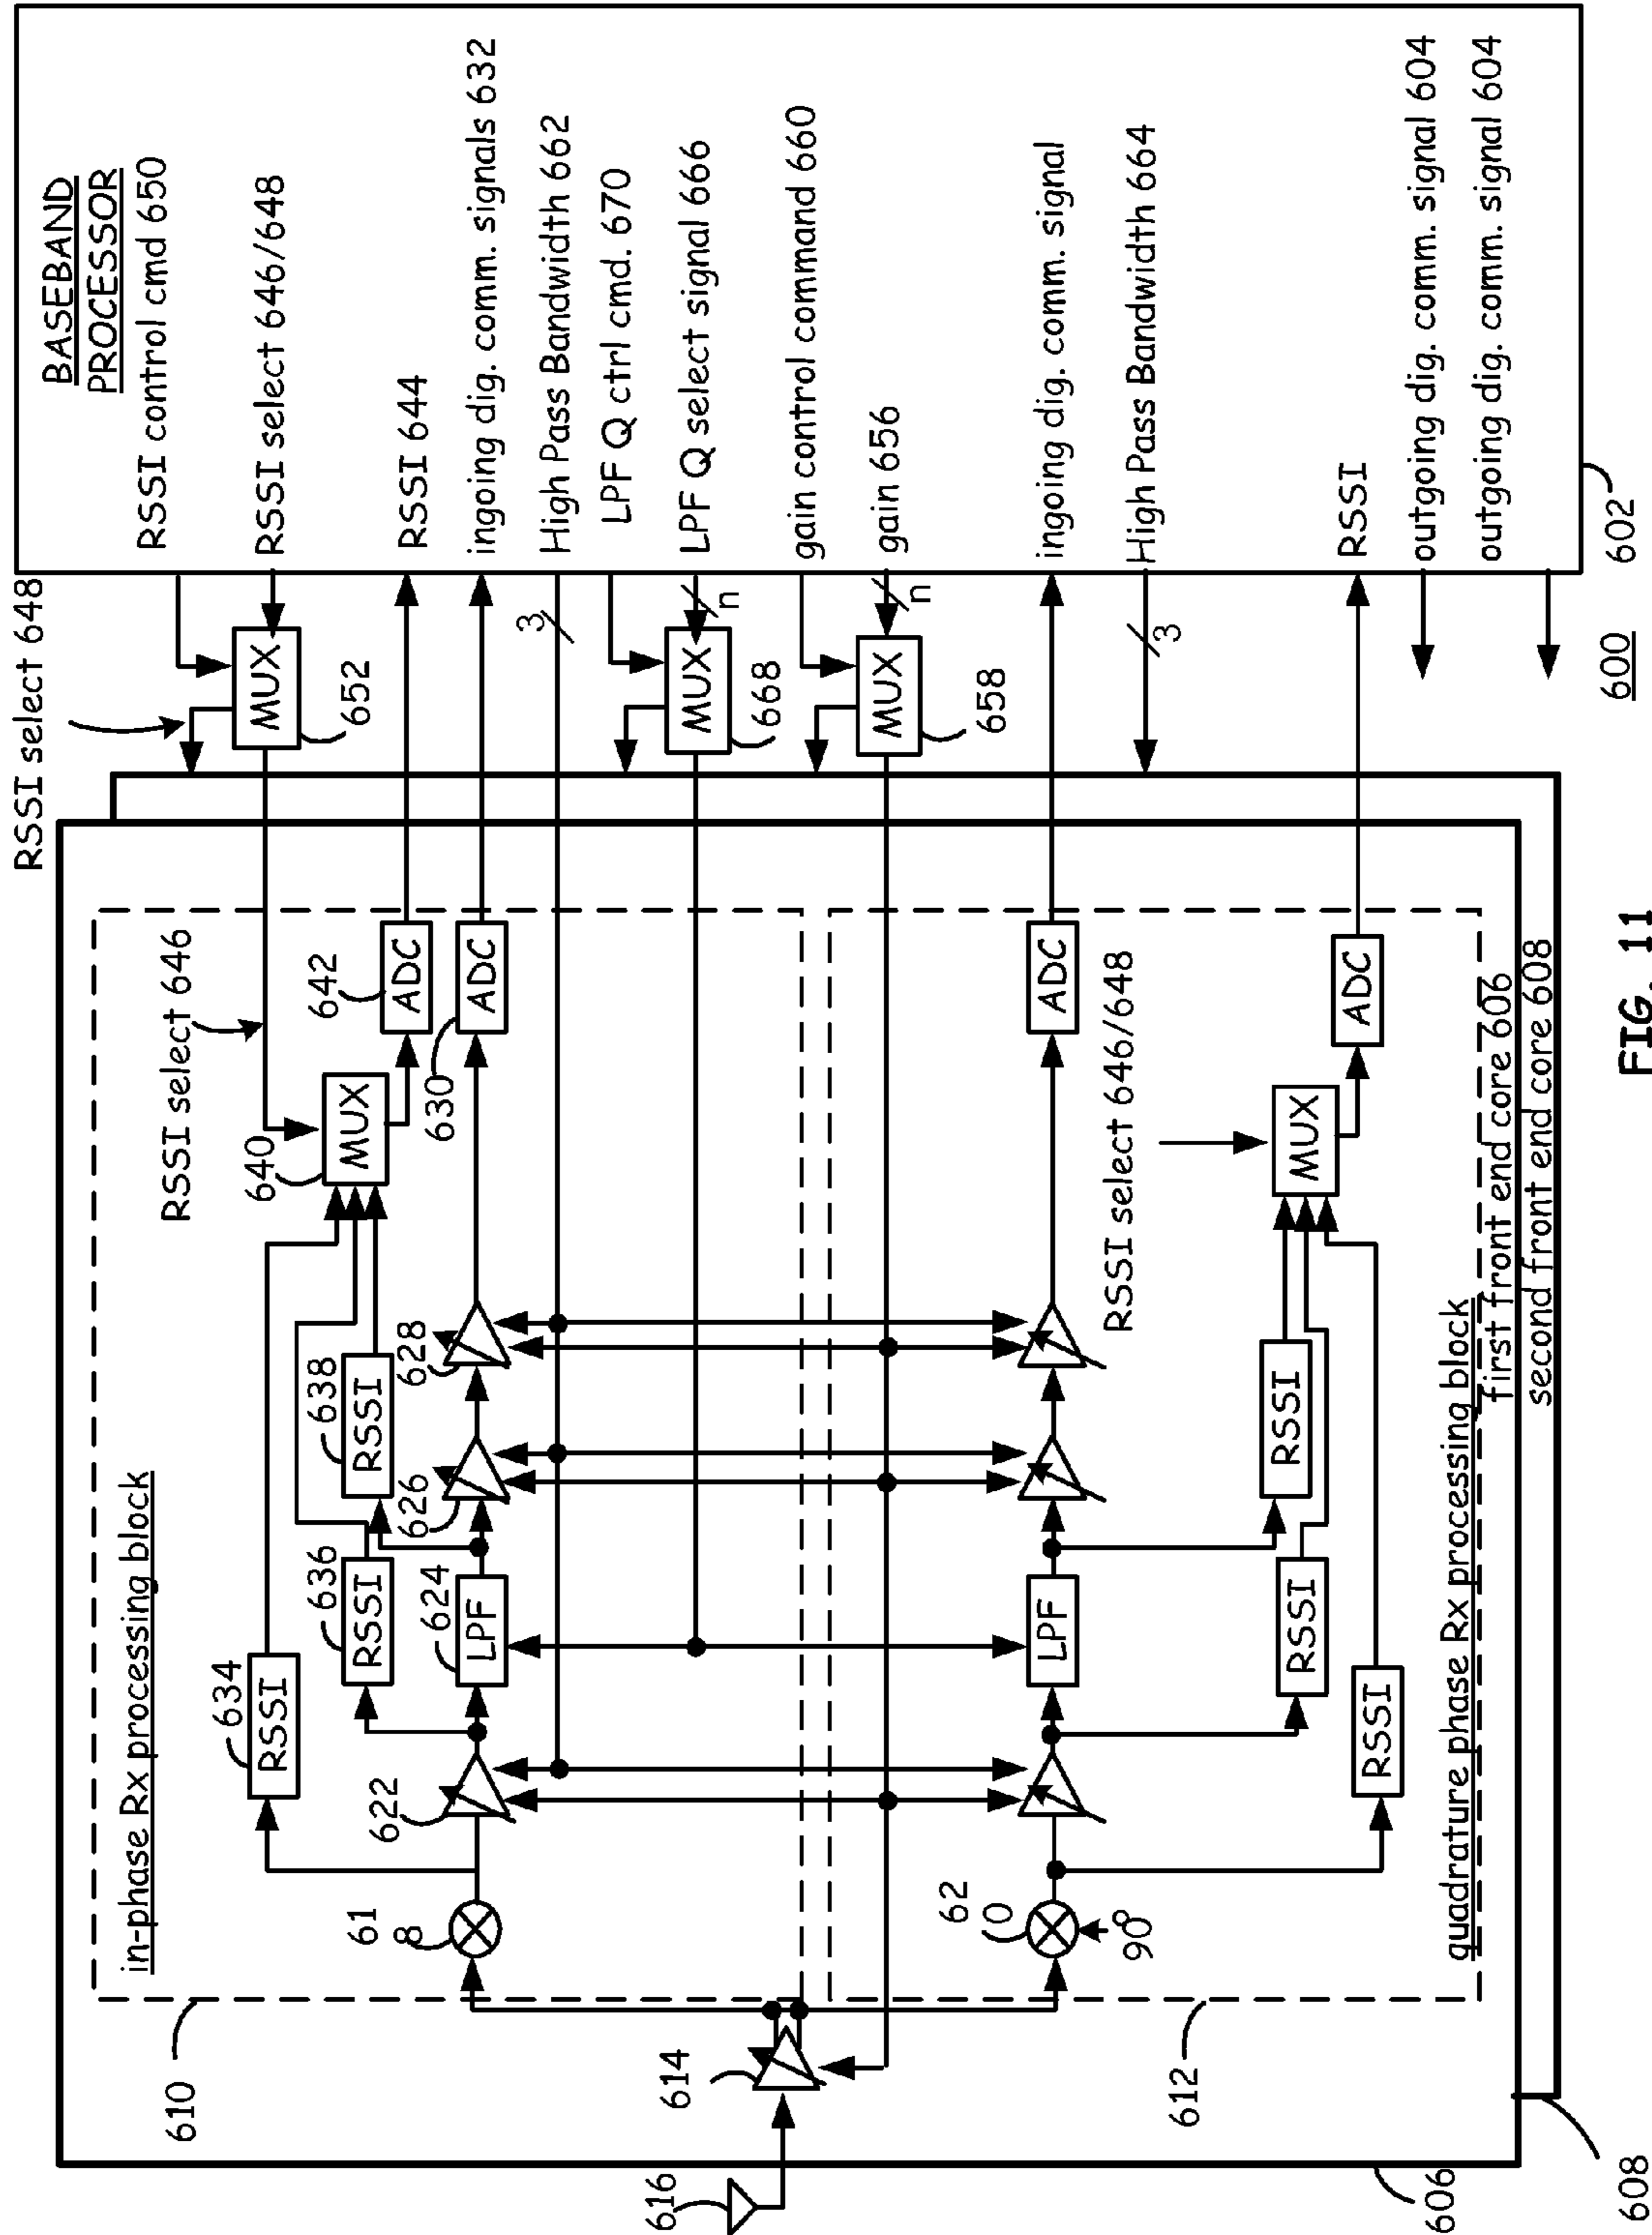 BASEBAND
PROCESSOR
RSSI control cmd 650
RSSI select 646/648
RSSI 644
ingoing dig. comm. signals 632
High Pass Bandwidth 662
LPF Q ctrl cmd. 670
LPF Q select signal 666
gain control command 660
gain 656
ingoing dig. comm. signal
High Pass Bandwidth 664
RSSI
outgoing dig. comm. signal 604
outgoing dig. comm. signal 604
602
600
RSSI select 648
MUX
652
3
n
MUX
668
n
MUX
658
3
RSSI select 646
642
ADC
ADC
630
640
MUX
638
RSSI
628
636
RSSI
626
634
RSSI
624
LPF
622
61
8
in-phase Rx processing block
610
614
616
ADC
RSSI select 646/648
MUX
ADC
RSSI
RSSI
RSSI
LPF
62
0
90°
quadrature phase Rx processing block
612
first front end core 606
second front end core 608
606
608
FIG. 11